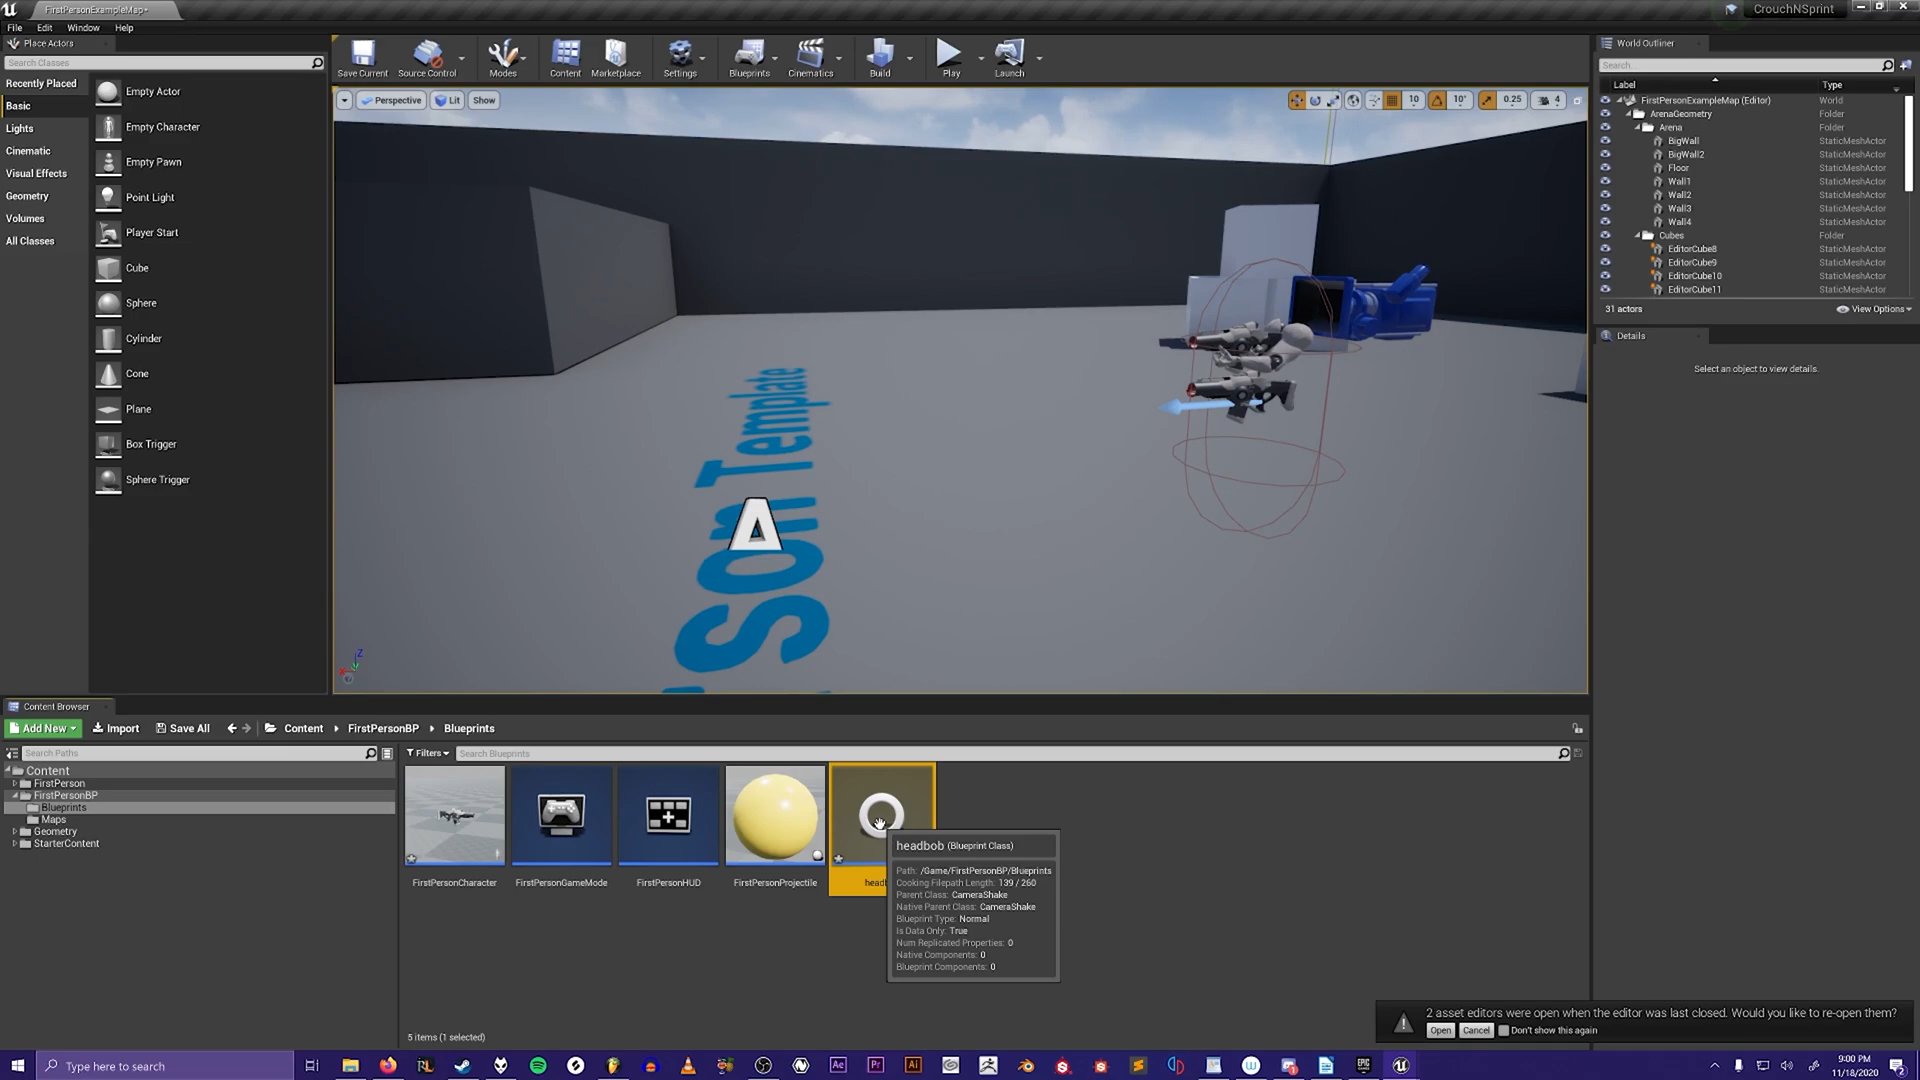 FirstPersonExampleMap•
CrouchNSprint
File Edit Window Help
Place Actors
Search Classes
Recently Placed
Basic
Lights
Cinematic
Visual Effects
Geometry
Volumes
All Classes
Empty Actor
Empty Character
Empty Pawn
Point Light
Player Start
Cube
Sphere
Cylinder
Cone
Plane
Box Trigger
Sphere Trigger
Save Current Source Control Modes Content Marketplace Settings Blueprints Cinematics Build Play Launch
Perspective Lit Show
10 10° 0.25 4
Son Template
A
Z
World Outliner
Search...
Label Type
FirstPersonExampleMap (Editor) World
ArenaGeometry Folder
Arena Folder
BigWall StaticMeshActor
BigWall2 StaticMeshActor
Floor StaticMeshActor
Wall1 StaticMeshActor
Wall2 StaticMeshActor
Wall3 StaticMeshActor
Wall4 StaticMeshActor
Cubes Folder
EditorCube8 StaticMeshActor
EditorCube9 StaticMeshActor
EditorCube10 StaticMeshActor
EditorCube11 StaticMeshActor
31 actors View Options
Details
Select an object to view details.
Content Browser
Add New Import Save All Content FirstPersonBP Blueprints
Search Paths
Filters Search Blueprints
Content
FirstPerson
FirstPersonBP
Blueprints
Maps
Geometry
StarterContent
FirstPersonCharacter FirstPersonGameMode FirstPersonHUD FirstPersonProjectile
headbob (Blueprint Class)
Path: /Game/FirstPersonBP/Blueprints
Cooking Filepath Length: 139 / 260
Parent Class: CameraShake
Native Parent Class: CameraShake
Blueprint Type: Normal
Is Data Only: True
Num Replicated Properties: 0
Native Components: 0
Blueprint Components: 0
5 items (1 selected)
2 asset editors were open when the editor was last closed. Would you like to re-open them?
Open Cancel Don't show this again
Type here to search
Ae Pr Ai
9:00 PM
11/18/2020